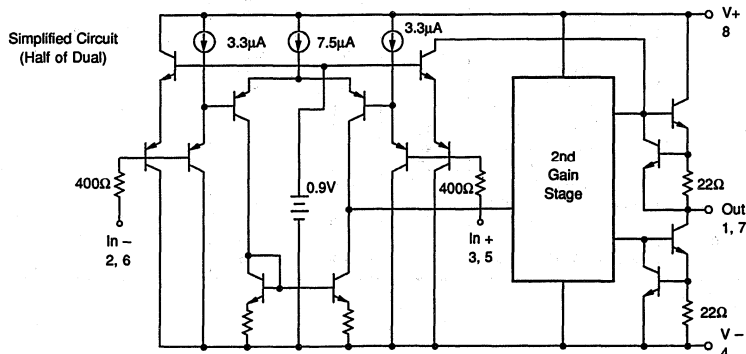 Simplified Circuit
(Half of Dual)
3.3µA
7.5µA
3.3µA
V+
8
2nd
Gain
Stage
400Ω
0.9V
400Ω
22Ω
In –
2, 6
In +
3, 5
Out
1, 7
22Ω
V –
4